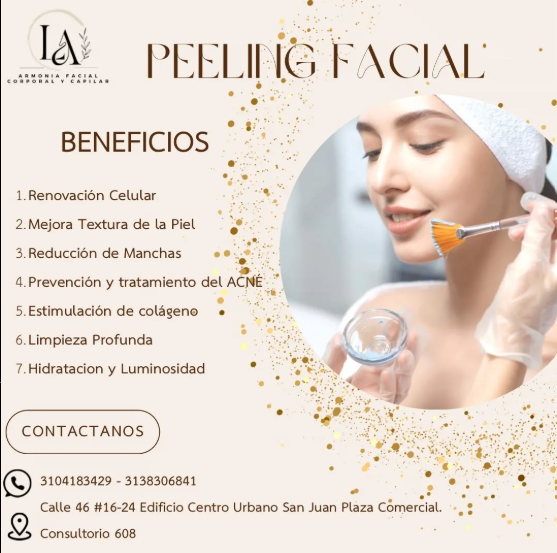 LA
ARMONIA FACIAL
CORPORAL Y CAPILAR
PEELING FACIAL
BENEFICIOS
1. Renovación Celular
2. Mejora Textura de la Piel
3. Reducción de Manchas
4. Prevención y tratamiento del ACNÉ
5. Estimulación de colágeno
6. Limpieza Profunda
7. Hidratacion y Luminosidad
CONTACTANOS
3104183429 - 3138306841
Calle 46 #16-24 Edificio Centro Urbano San Juan Plaza Comercial.
Consultorio 608